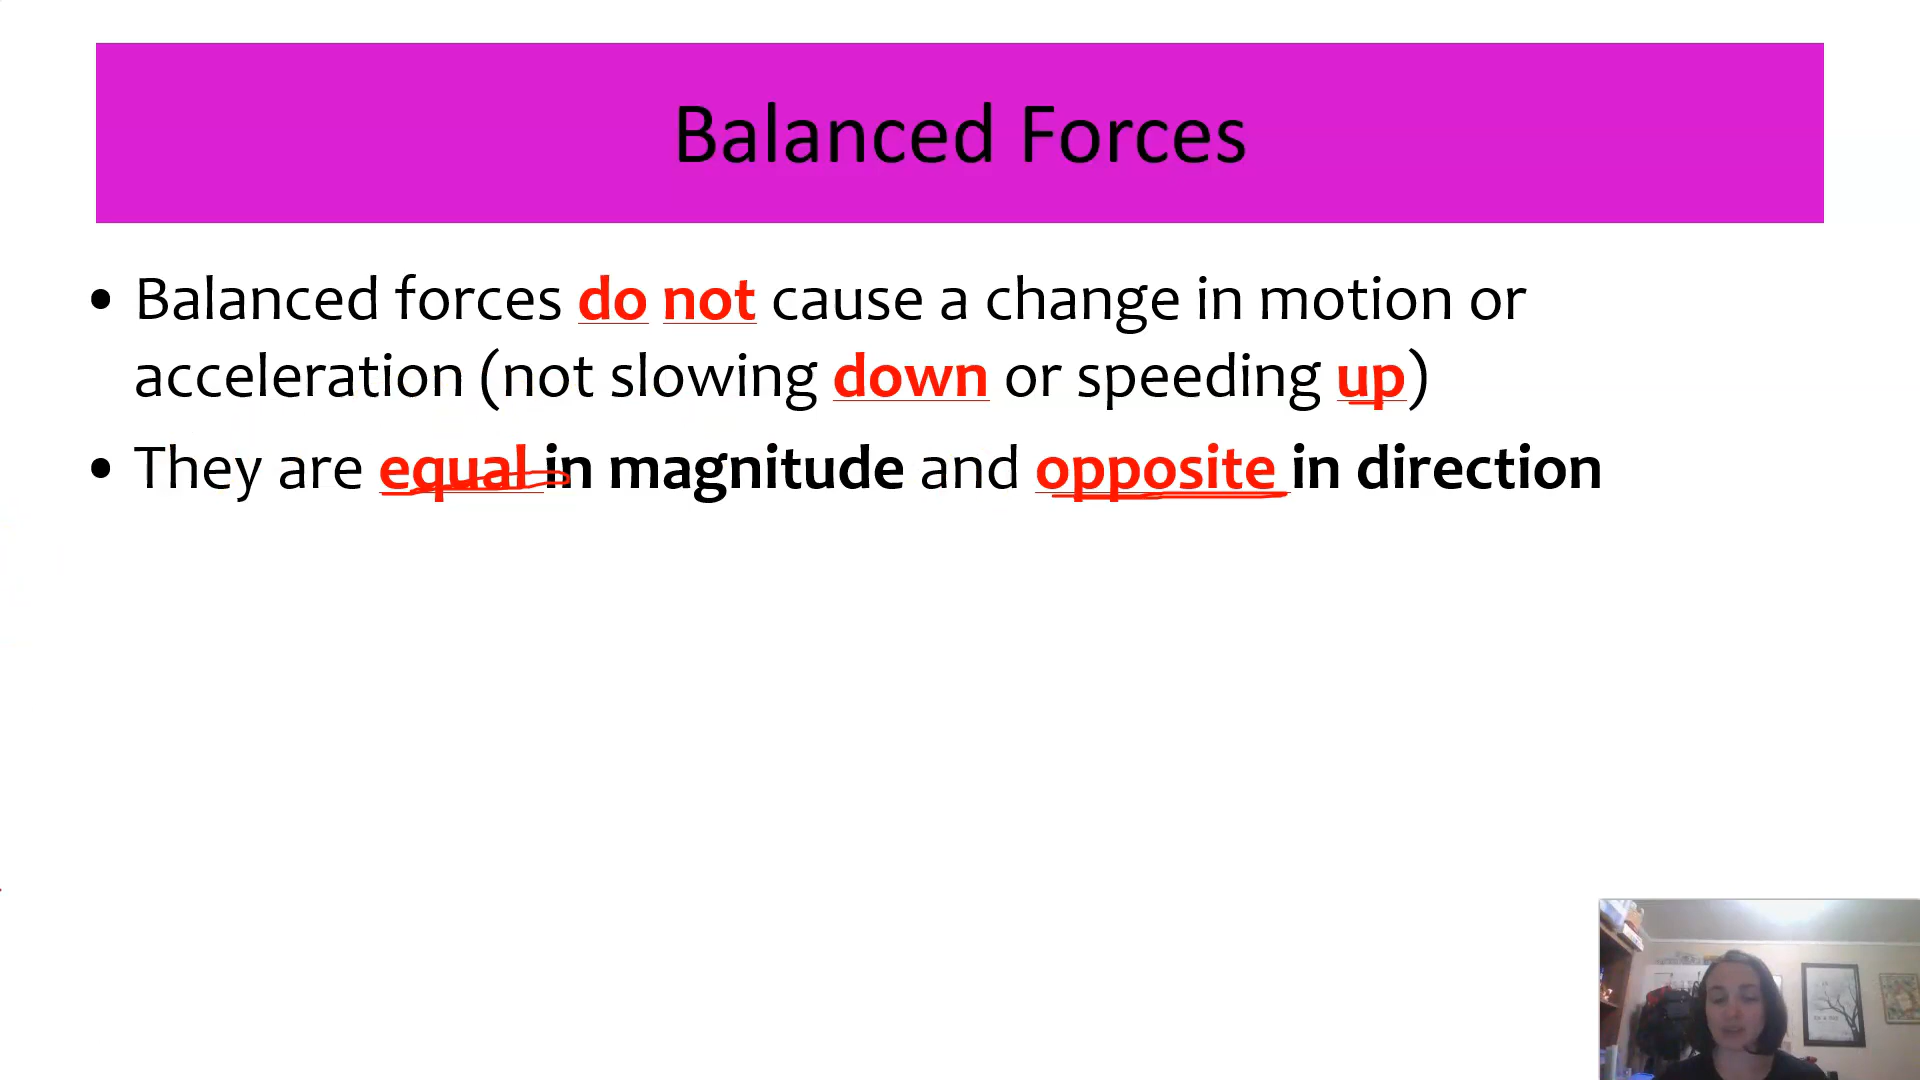 Balanced Forces
• Balanced forces do not cause a change in motion or
acceleration (not slowing down or speeding up)
• They are equal in magnitude and opposite in direction